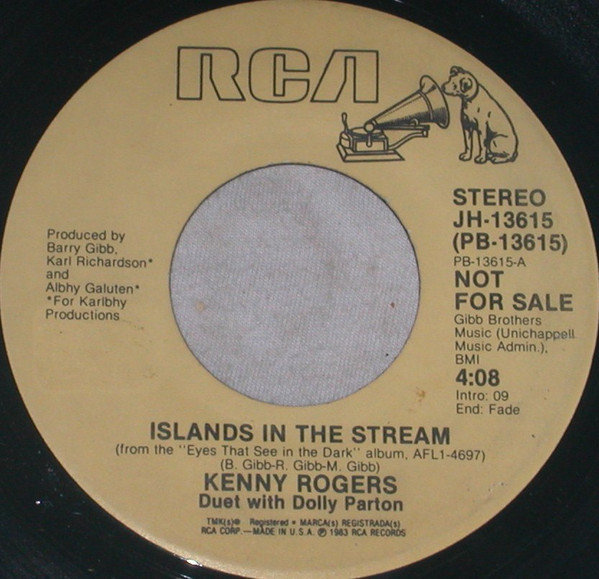 RCA
STEREO
JH-13615
(PB-13615)
PB-13615-A
NOT
FOR SALE
Gibb Brothers
Music (Unichappell
Music Admin.),
BMI
4:08
Intro: 09
End: Fade
Produced by
Barry Gibb,
Karl Richardson*
and
Albhy Galuten*
*For Karlbhy
Productions
ISLANDS IN THE STREAM
(from the "Eyes That See in the Dark" album, AFL1-4697)
(B. Gibb-R. Gibb-M. Gibb)
KENNY ROGERS
Duet with Dolly Parton
TMK(s)® Registered • MARCA(s) REGISTRADA(s)
RCA CORP.—MADE IN U.S.A. ℗ 1983 RCA RECORDS